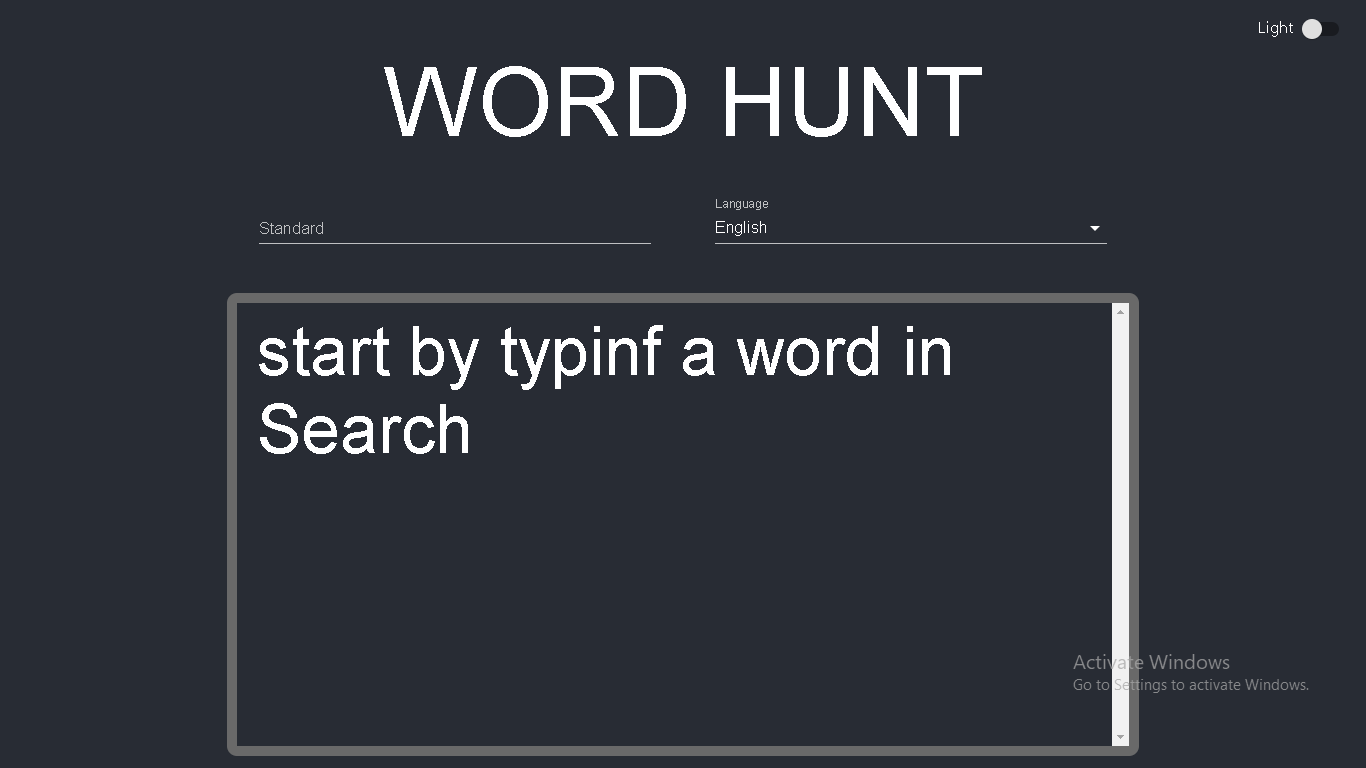 Light
WORD HUNT
Standard
Language
English
start by typinf a word in
Search
Activate Windows
Go to Settings to activate Windows.